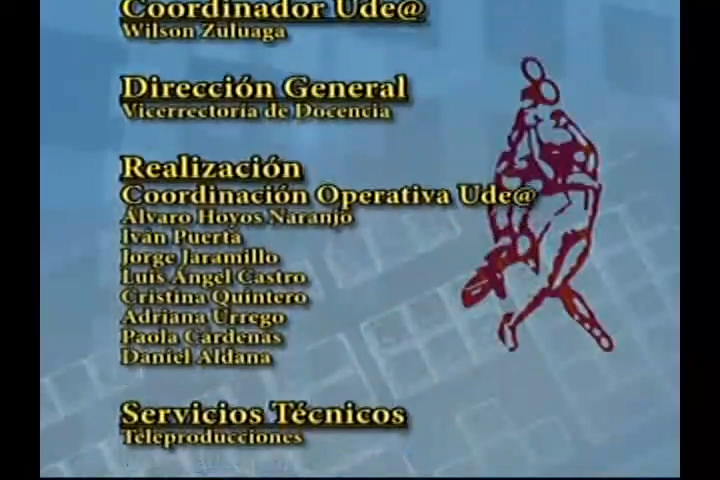 Coordinador Ude@
Wilson Zuluaga
Dirección General
Vicerrectoría de Docencia
Realización
Coordinación Operativa Ude@
Álvaro Hoyos Naranjo
Iván Puerta
Jorge Jaramillo
Luis Ángel Castro
Cristina Quintero
Adriana Urrego
Paola Cardenas
Daniel Aldana
Servicios Técnicos
Teleproducciones